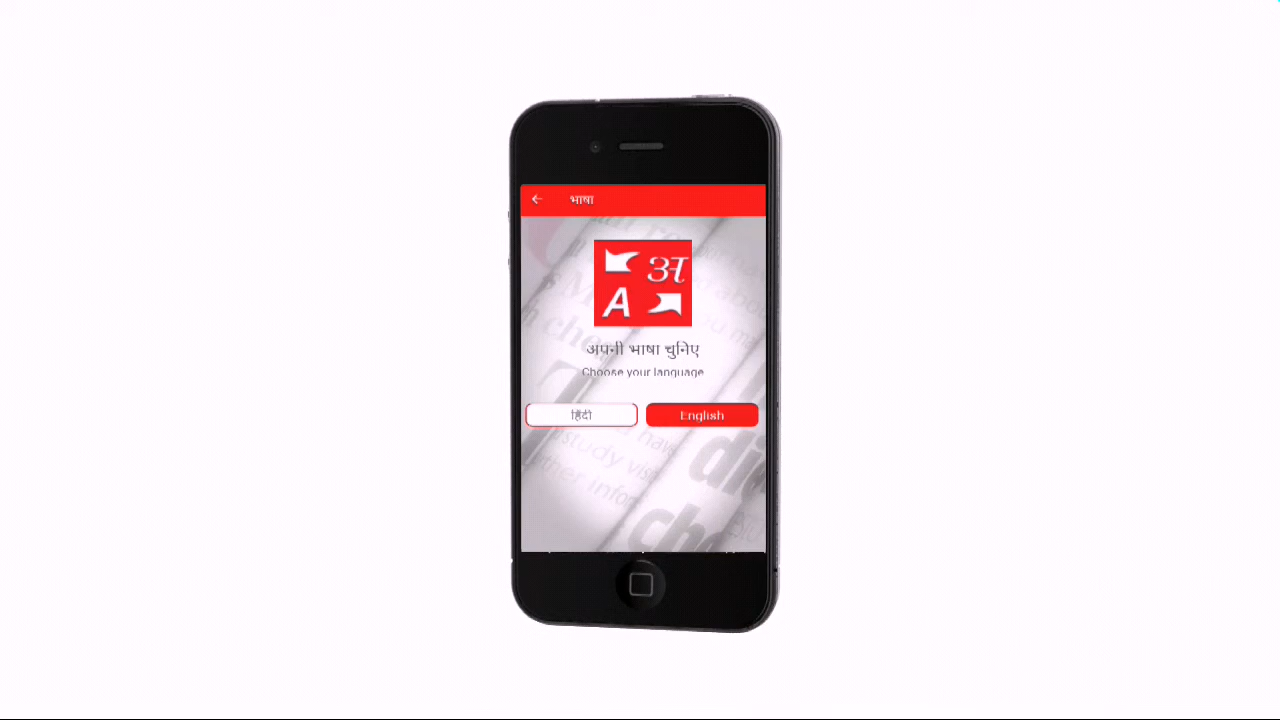 भाषा
अ
A
अपनी भाषा चुनिए
Choose your language
हिंदी
English